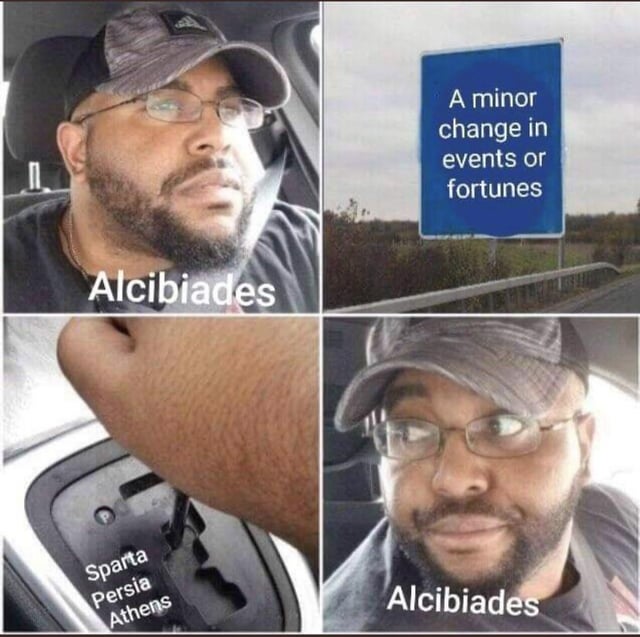 Alcibiades
A minor
change in
events or
fortunes
P
Sparta
Persia
Athens
Alcibiades